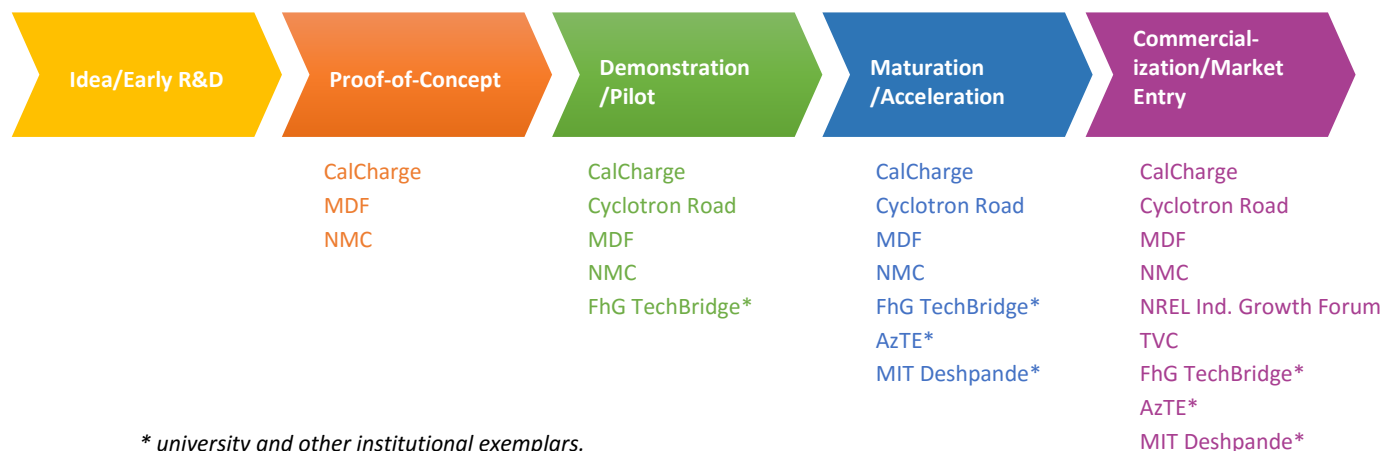 Idea/Early R&D
Proof-of-Concept
Demonstration
/Pilot
Maturation
/Acceleration
Commercial-
ization/Market
Entry
CalCharge
MDF
NMC
CalCharge
Cyclotron Road
MDF
NMC
FhG TechBridge*
CalCharge
Cyclotron Road
MDF
NMC
FhG TechBridge*
AzTE*
MIT Deshpande*
CalCharge
Cyclotron Road
MDF
NMC
NREL Ind. Growth Forum
TVC
FhG TechBridge*
AzTE*
MIT Deshpande*
* university and other institutional exemplars.